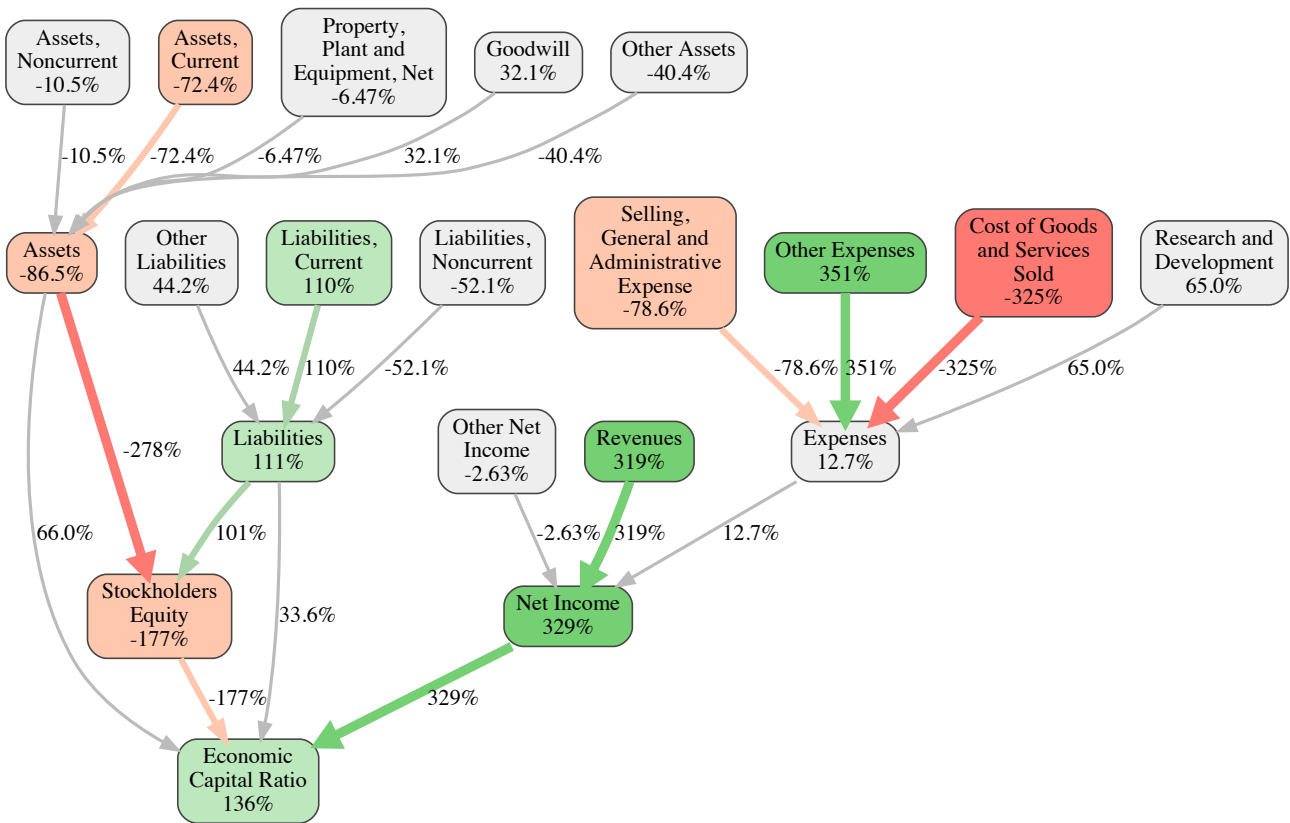 Assets,
Noncurrent
-10.5%
Assets,
Current
-72.4%
Property,
Plant and
Equipment, Net
-6.47%
Goodwill
32.1%
Other Assets
-40.4%
-10.5%
-72.4%
-6.47%
32.1%
-40.4%
Assets
-86.5%
Other
Liabilities
44.2%
Liabilities,
Current
110%
Liabilities,
Noncurrent
-52.1%
Selling,
General and
Administrative
Expense
-78.6%
Other Expenses
351%
Cost of Goods
and Services
Sold
-325%
Research and
Development
65.0%
44.2%
110%
-52.1%
-78.6%
351%
-325%
65.0%
-278%
Liabilities
111%
Other Net
Income
-2.63%
Revenues
319%
Expenses
12.7%
66.0%
101%
-2.63%
319%
12.7%
Stockholders
Equity
-177%
33.6%
Net Income
329%
-177%
329%
Economic
Capital Ratio
136%